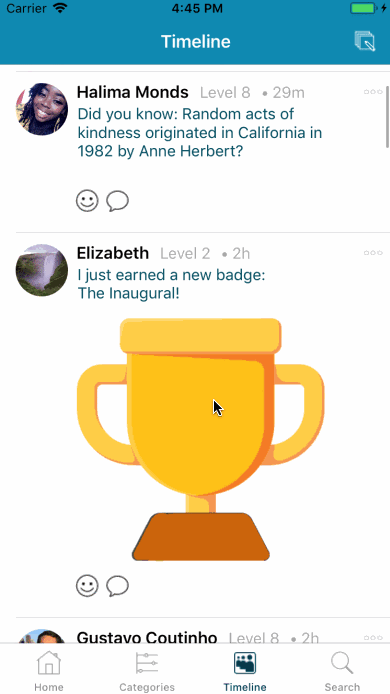 Carrier 4:45 PM
Timeline
Halima Monds Level 8 • 29m
Did you know: Random acts of
kindness originated in California in
1982 by Anne Herbert?
Elizabeth Level 2 • 2h
I just earned a new badge:
The Inaugural!
Gustavo Coutinho Level 8 • 2h
Home Categories Timeline Search